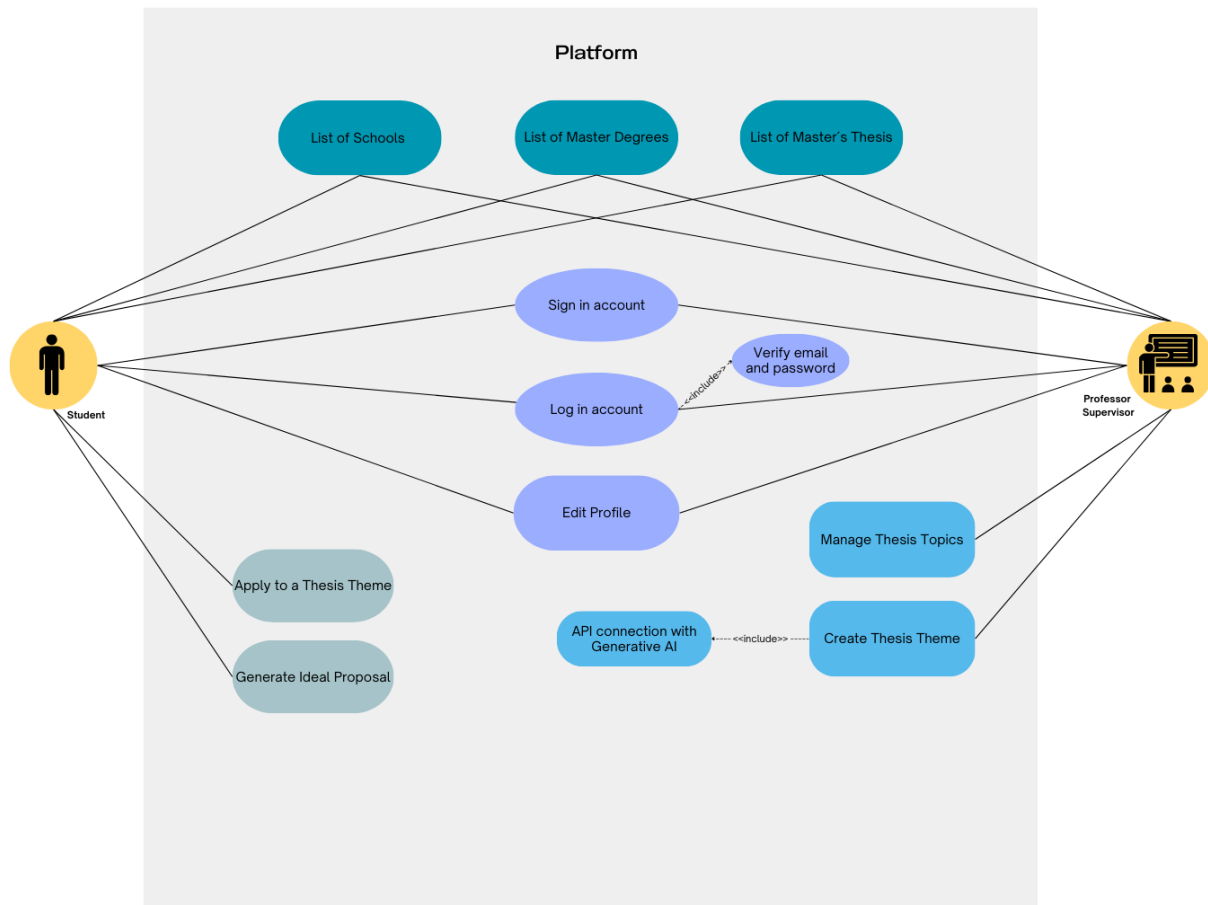 Platform
List of Schools
List of Master Degrees
List of Master´s Thesis
Sign in account
Verify email
and password
<<include>>
Log in account
Student
Professor
Supervisor
Edit Profile
Manage Thesis Topics
Apply to a Thesis Theme
API connection with
Generative AI
<<include>>
Create Thesis Theme
Generate Ideal Proposal